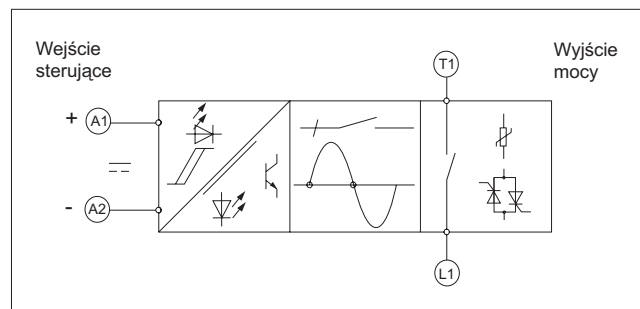 Wejście
sterujące
Wyjście
mocy
T1
+ A1
- A2
L1